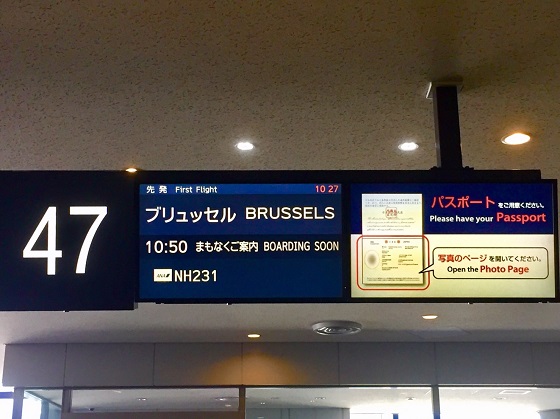 47
先発 First Flight 10 27
ブリュッセル BRUSSELS
10:50 まもなくご案内 BOARDING SOON
ANA NH231
パスポートをご用意ください。
Please have your Passport
写真のページを開いてください。
Open the Photo Page